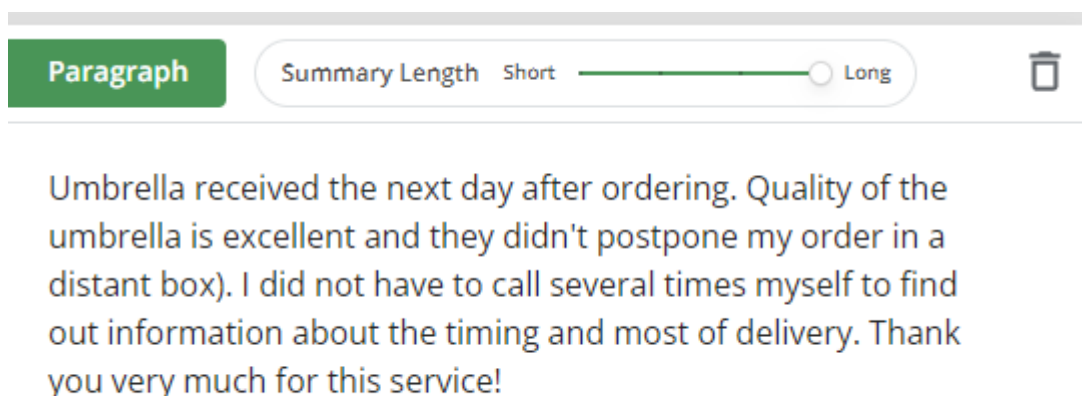 Paragraph Summary Length Short Long
Umbrella received the next day after ordering. Quality of the
umbrella is excellent and they didn't postpone my order in a
distant box). I did not have to call several times myself to find
out information about the timing and most of delivery. Thank
you very much for this service!